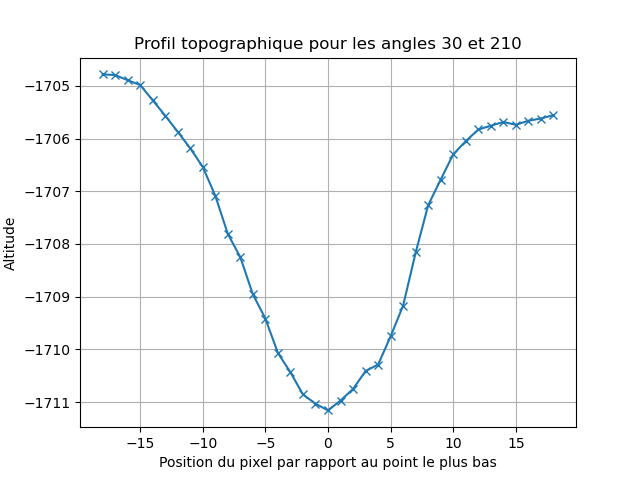 Profil topographique pour les angles 30 et 210
−1705
−1706
−1707
−1708
−1709
−1710
−1711
Altitude
−15 −10 −5 0 5 10 15
Position du pixel par rapport au point le plus bas